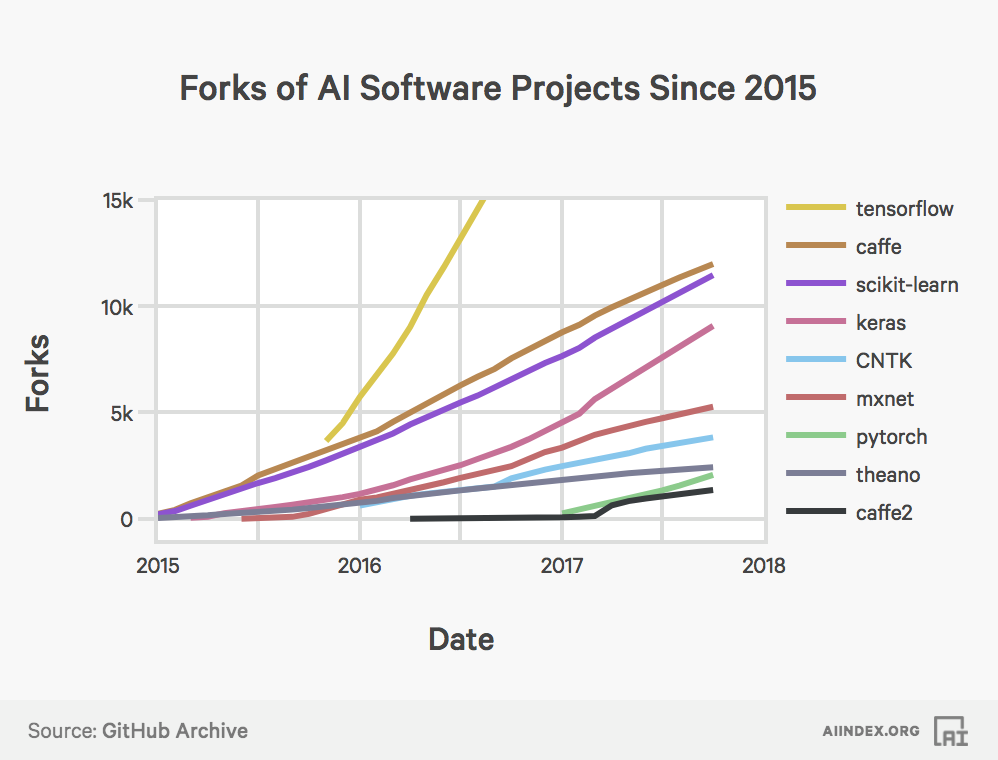 Forks of AI Software Projects Since 2015
15k
10k
5k
0
Forks
2015 2016 2017 2018
Date
tensorflow
caffe
scikit-learn
keras
CNTK
mxnet
pytorch
theano
caffe2
Source: GitHub Archive
AIINDEX.ORG
AI